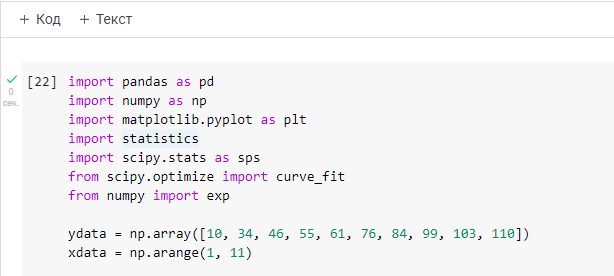 + Код + Текст
[22] import pandas as pd
0 import numpy as np
сек. import matplotlib.pyplot as plt
import statistics
import scipy.stats as sps
from scipy.optimize import curve_fit
from numpy import exp
ydata = np.array([10, 34, 46, 55, 61, 76, 84, 99, 103, 110])
xdata = np.arange(1, 11)